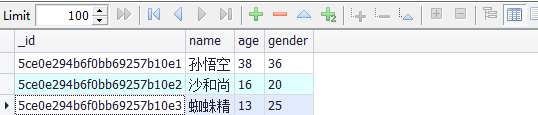 Limit 100
_id name age gender
5ce0e294b6f0bb69257b10e1 孙悟空 38 36
5ce0e294b6f0bb69257b10e2 沙和尚 16 20
5ce0e294b6f0bb69257b10e3 蜘蛛精 13 25